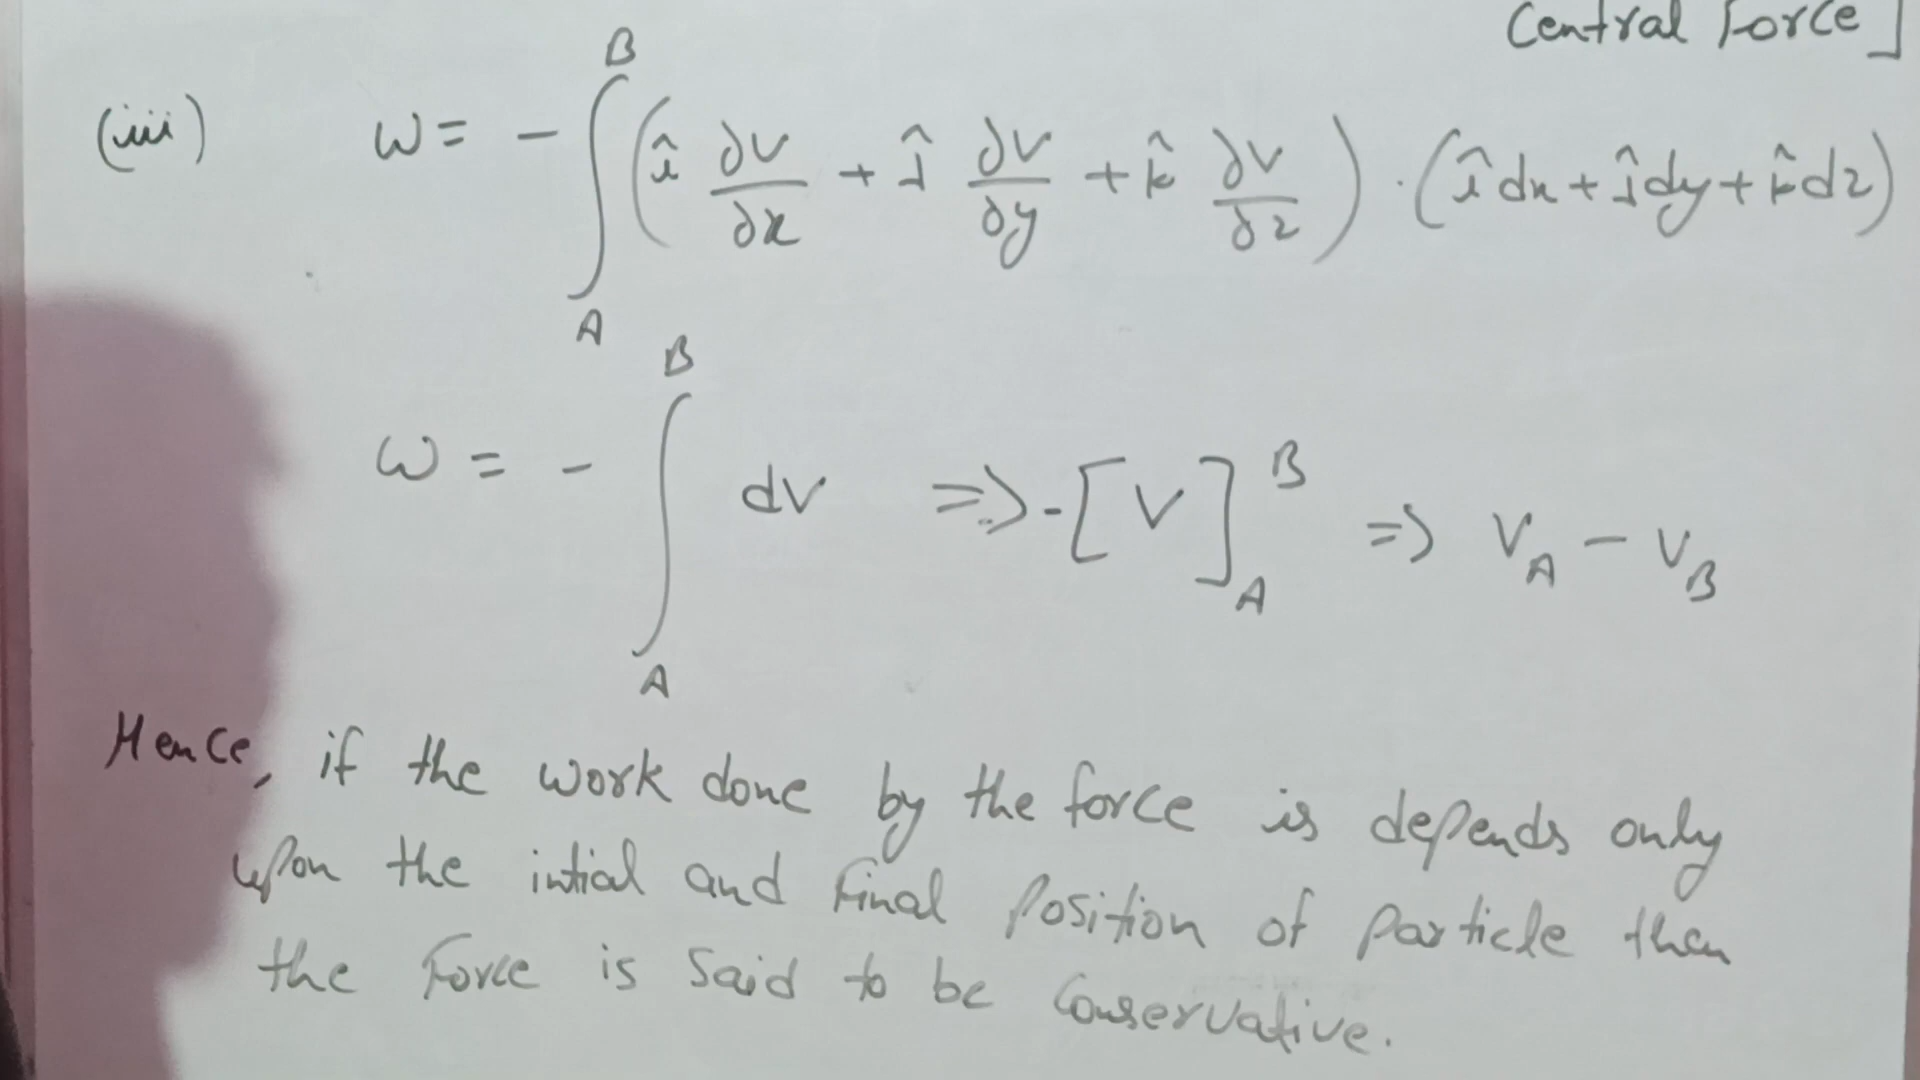 Central Force]
(iii) W = - ∫_A^B (î ∂V/∂x + ĵ ∂V/∂y + k̂ ∂V/∂z) · (î dx + ĵ dy + k̂ dz)
W = - ∫_A^B dV => -[V]_A^B => V_A - V_B
Hence, if the work done by the force is depends only
upon the intial and Final Position of Particle then
the Force is Said to be Conservative.